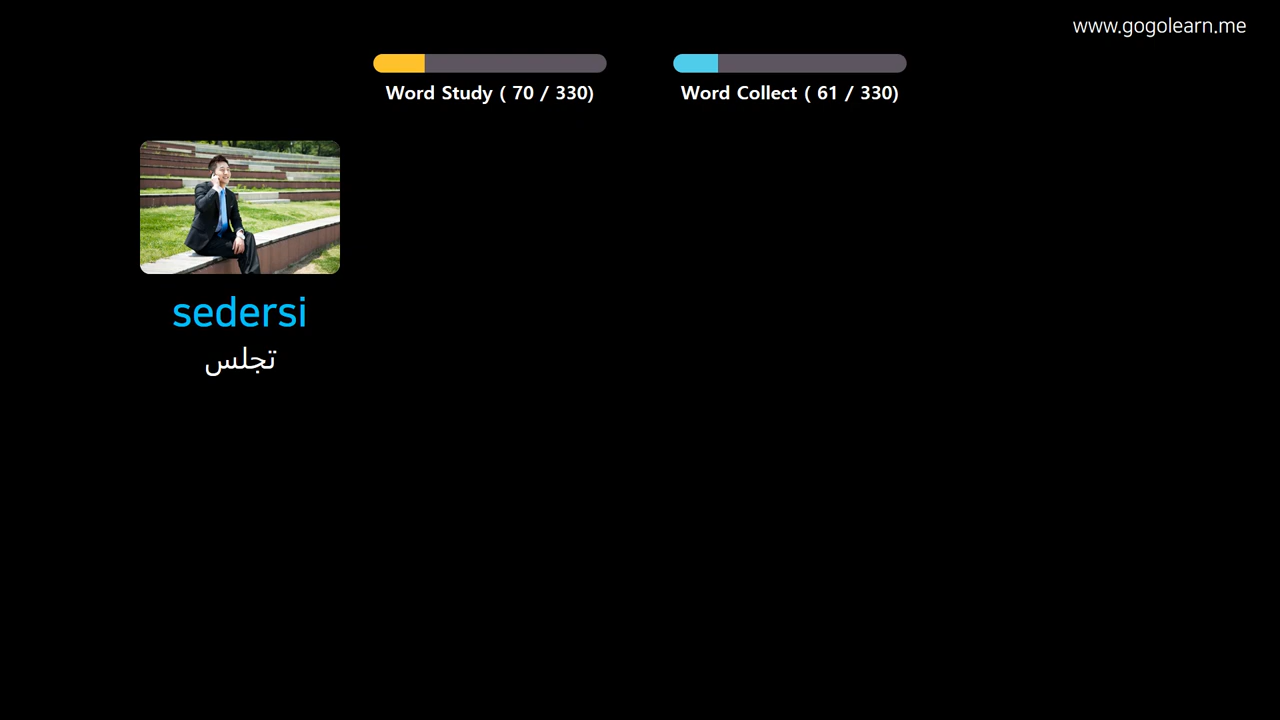 www.gogolearn.me
Word Study ( 70 / 330)
Word Collect ( 61 / 330)
sedersi
تجلس